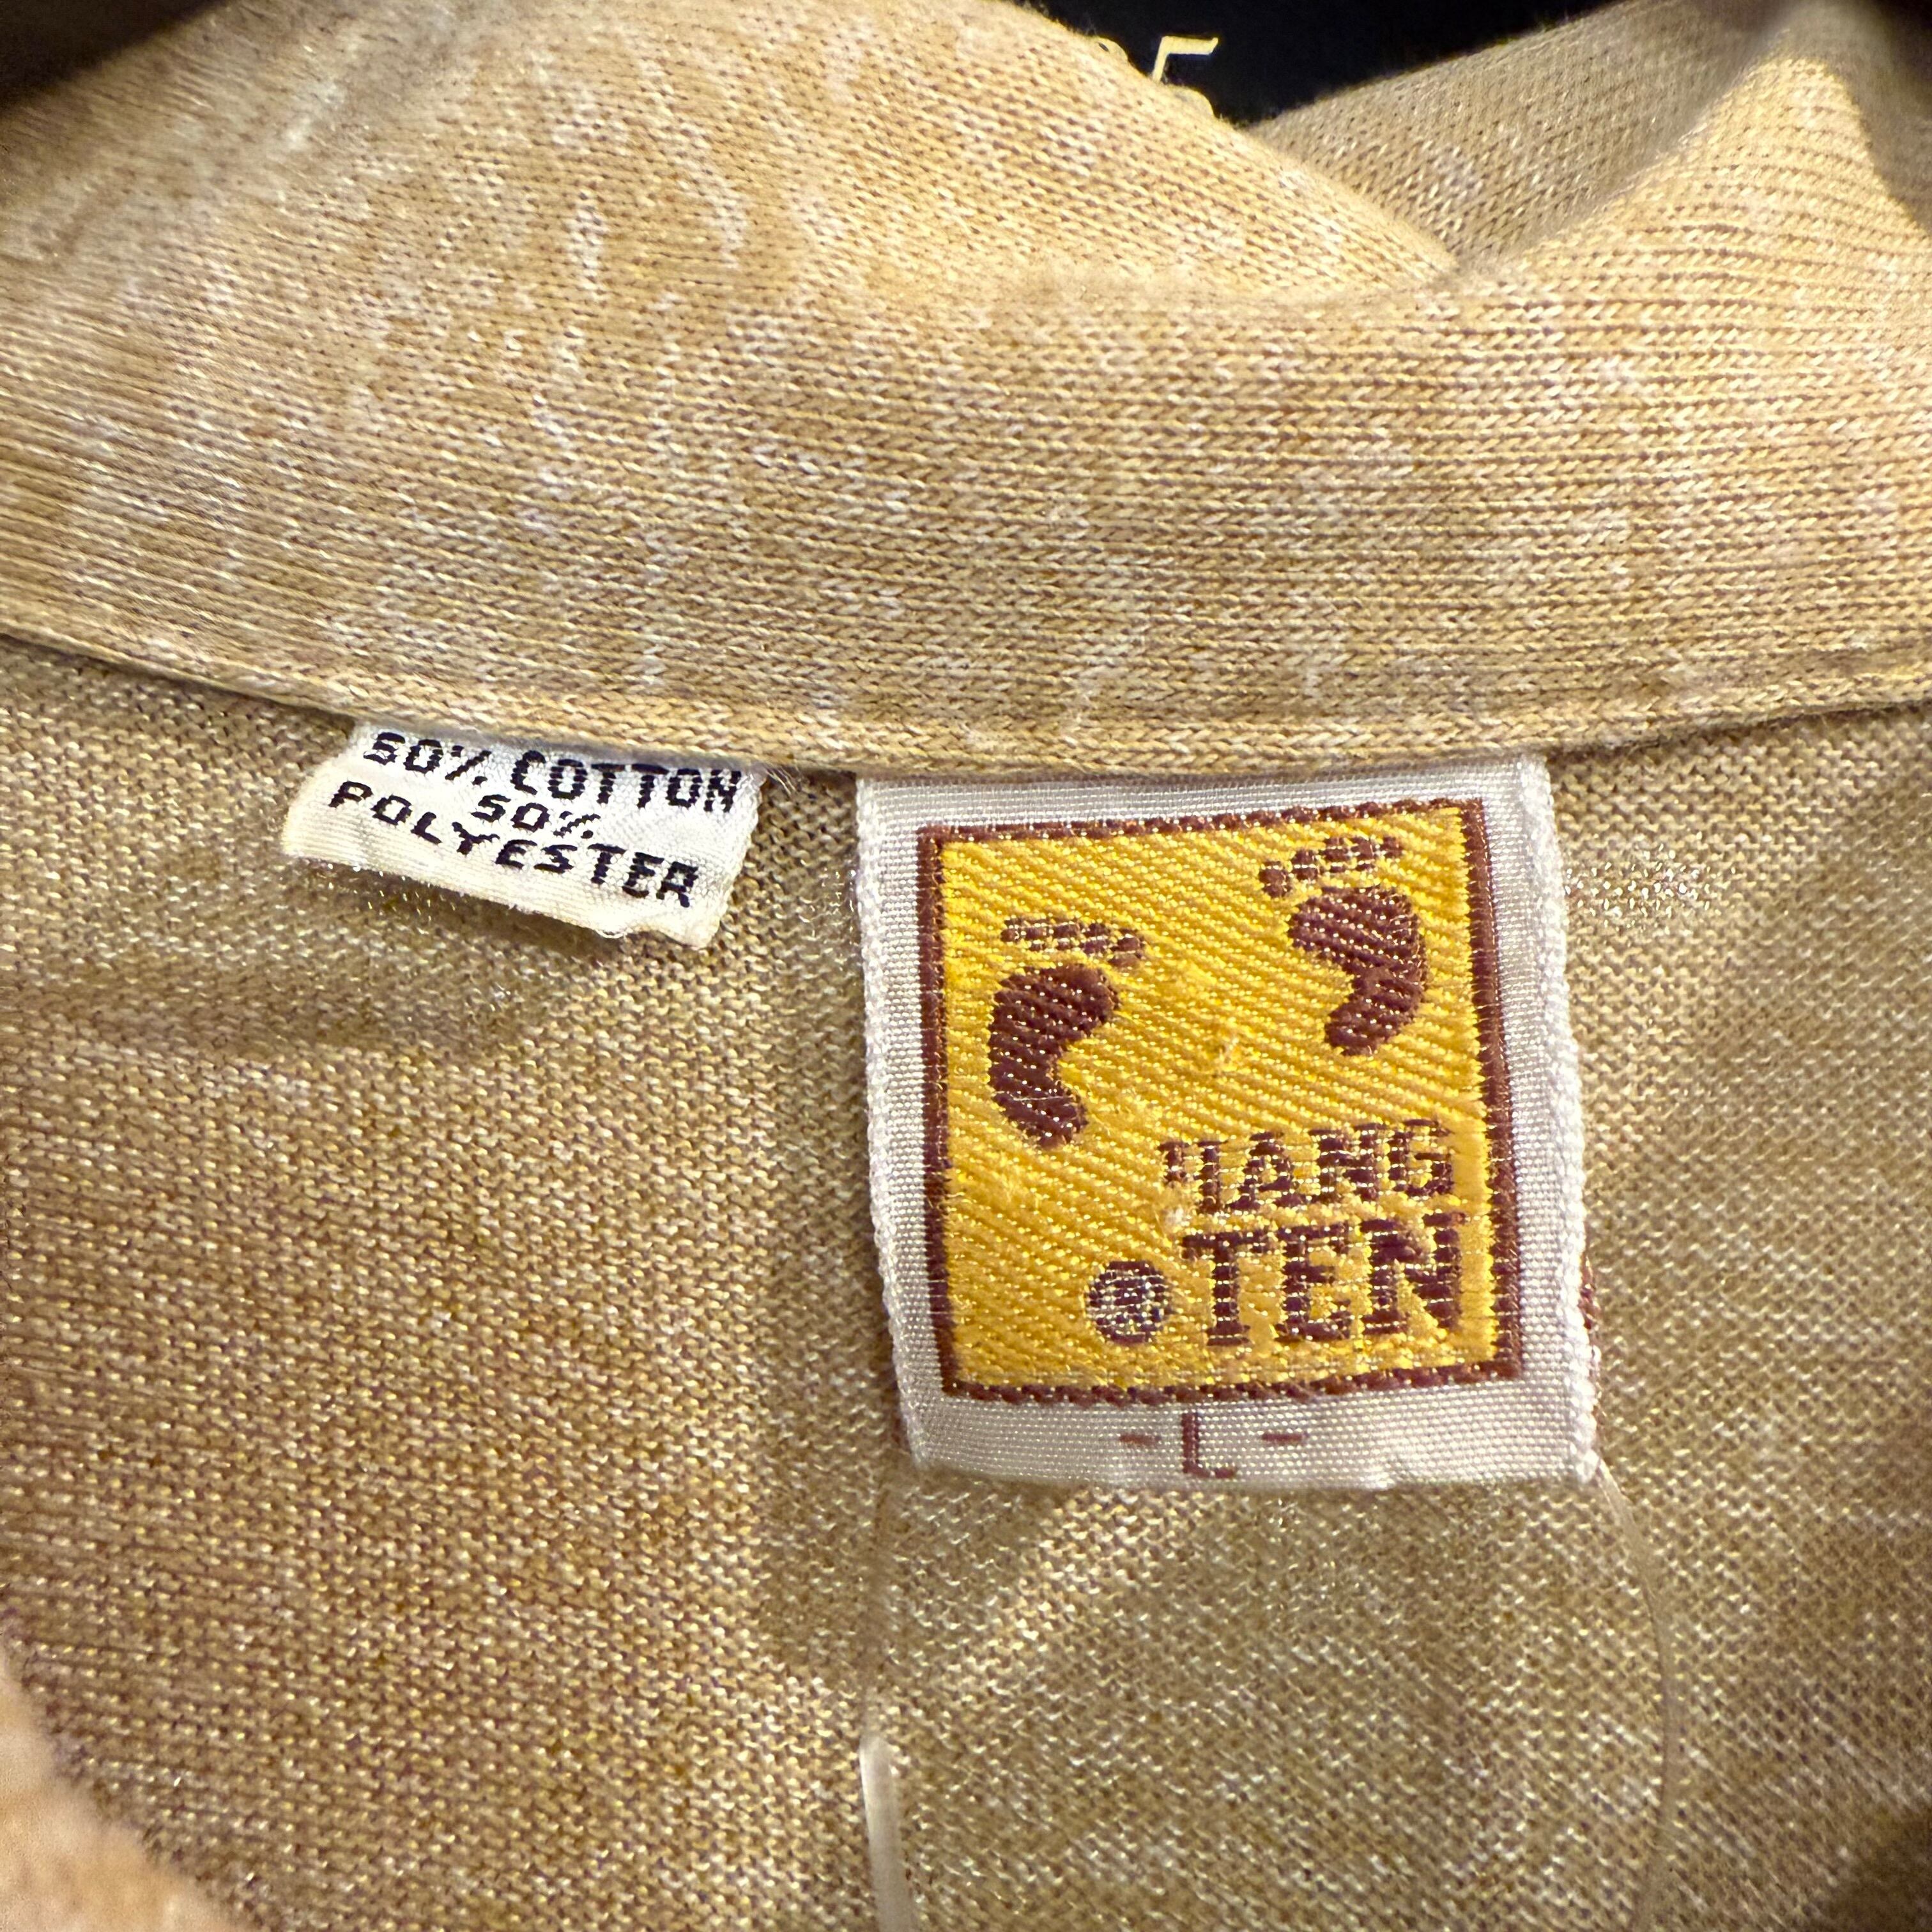 50% COTTON
50%
POLYESTER
HANG
® TEN
- L -